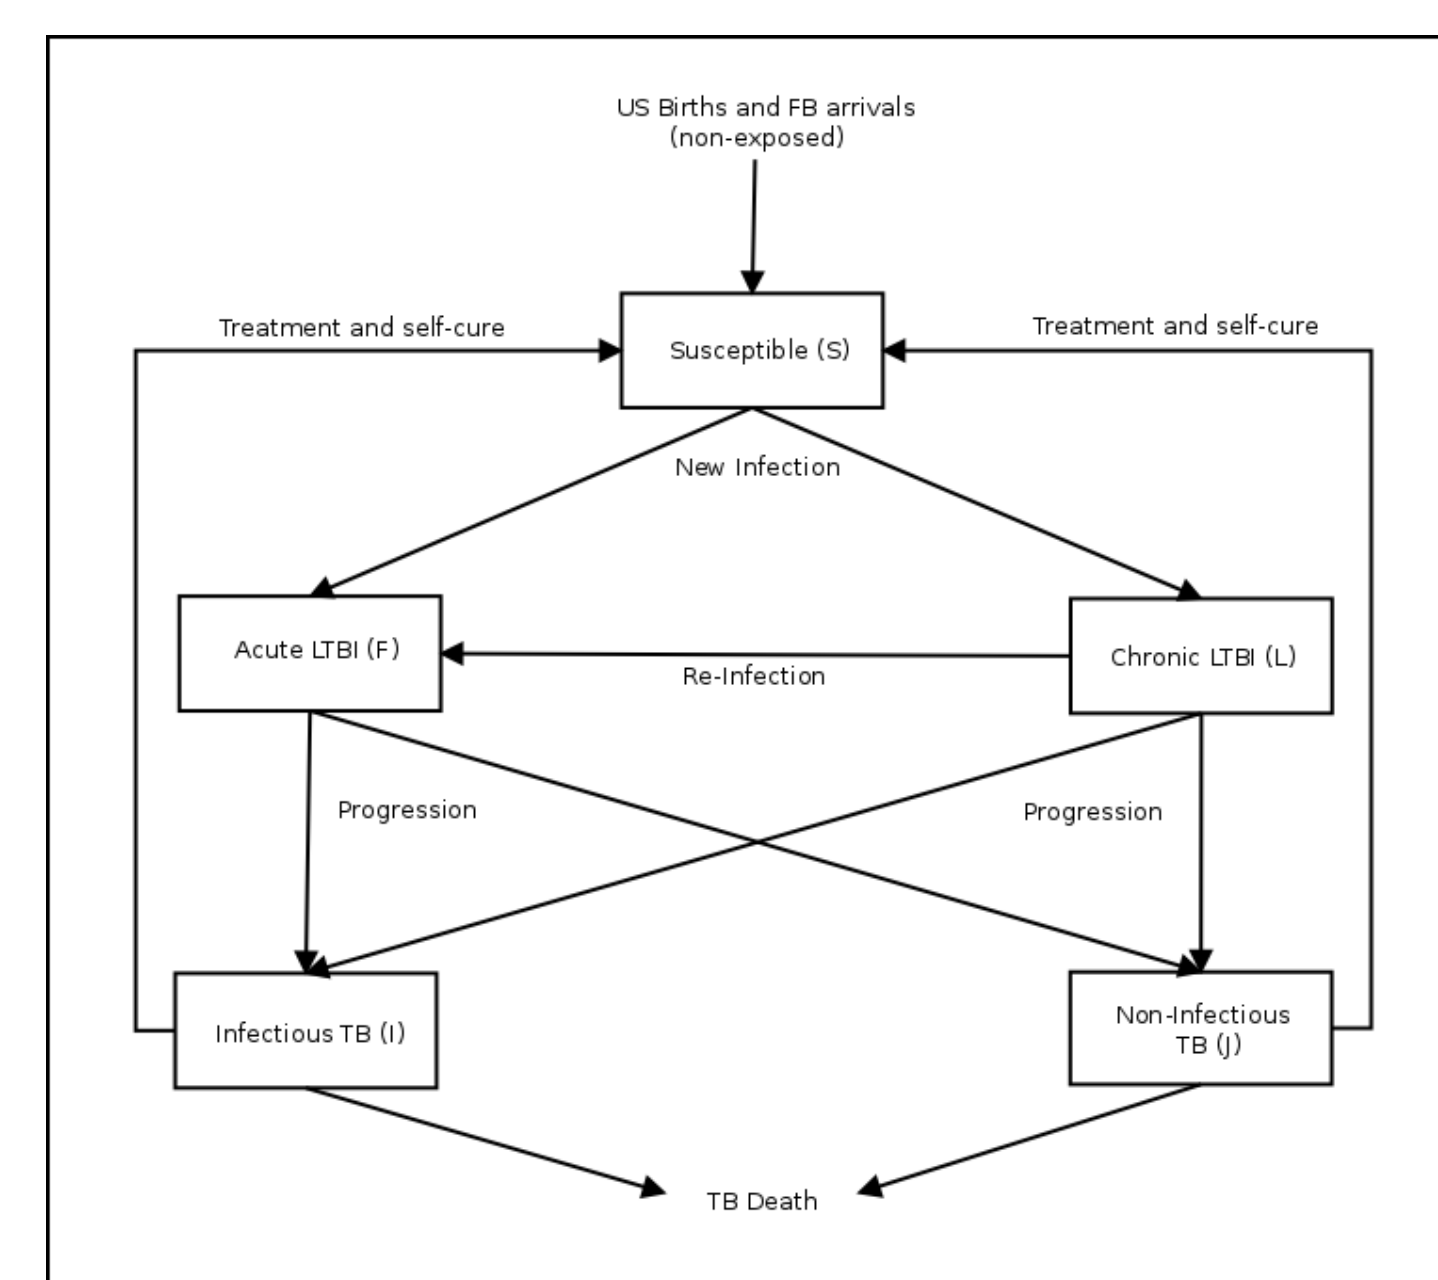 US Births and FB arrivals
(non-exposed)
Treatment and self-cure
Treatment and self-cure
Susceptible (S)
New Infection
Acute LTBI (F)
Chronic LTBI (L)
Re-Infection
Progression
Progression
Infectious TB (I)
Non-Infectious
TB (J)
TB Death